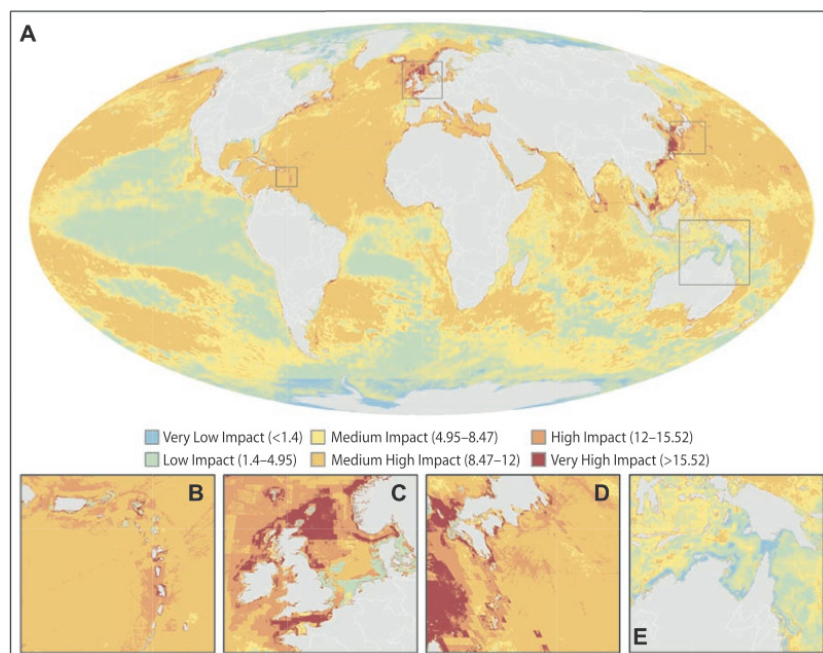 A
Very Low Impact (<1.4) Medium Impact (4.95–8.47) High Impact (12–15.52)
Low Impact (1.4–4.95) Medium High Impact (8.47–12) Very High Impact (>15.52)
B C D E